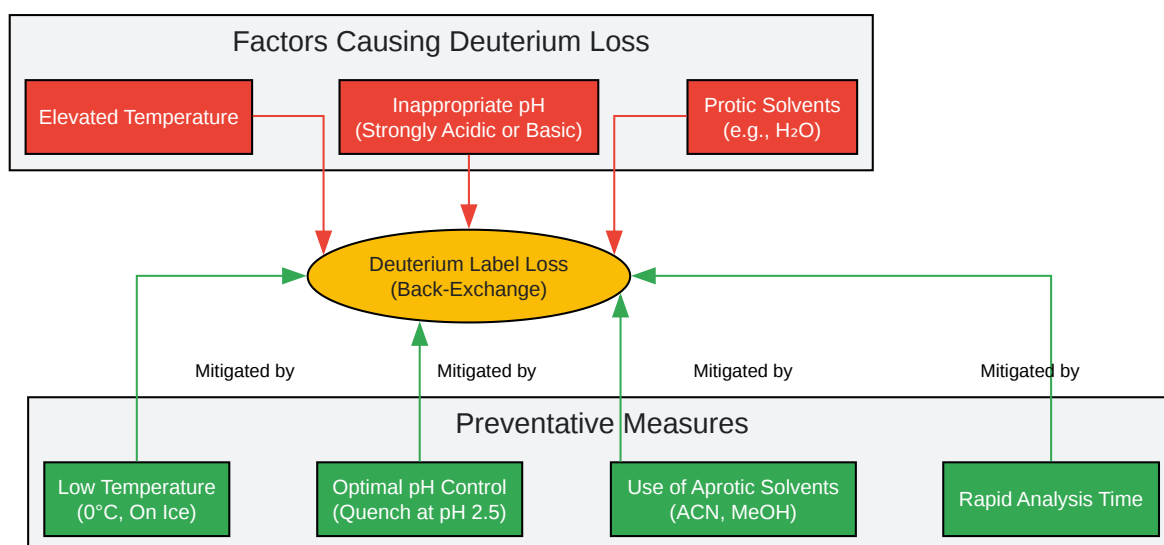 Factors Causing Deuterium Loss
Elevated Temperature
Inappropriate pH
(Strongly Acidic or Basic)
Protic Solvents
(e.g., H₂O)
Deuterium Label Loss
(Back-Exchange)
Mitigated by
Mitigated by
Mitigated by
Mitigated by
Preventative Measures
Low Temperature
(0°C, On Ice)
Optimal pH Control
(Quench at pH 2.5)
Use of Aprotic Solvents
(ACN, MeOH)
Rapid Analysis Time